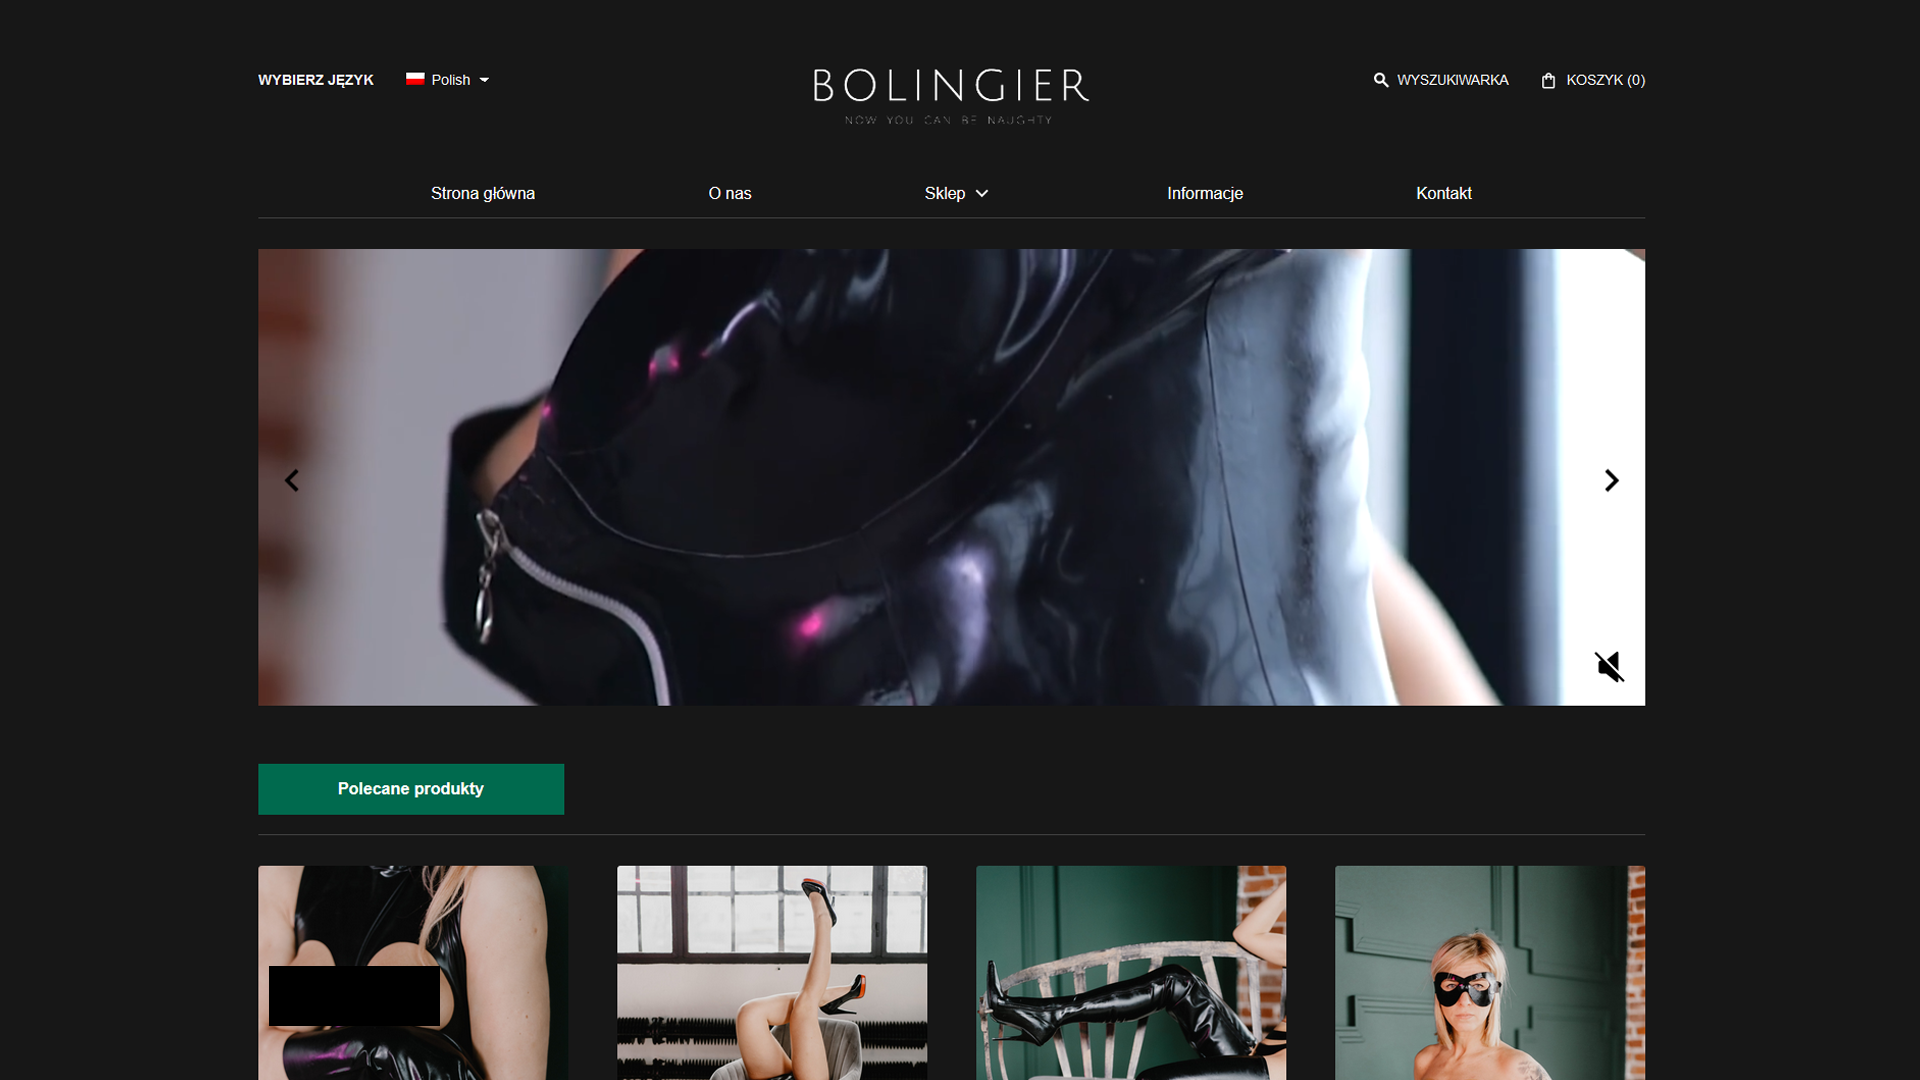 WYBIERZ JĘZYK
Polish
BOLINGIER
NOW YOU CAN BE NAUGHTY
WYSZUKIWARKA
KOSZYK (0)
Strona główna
O nas
Sklep
Informacje
Kontakt
Polecane produkty